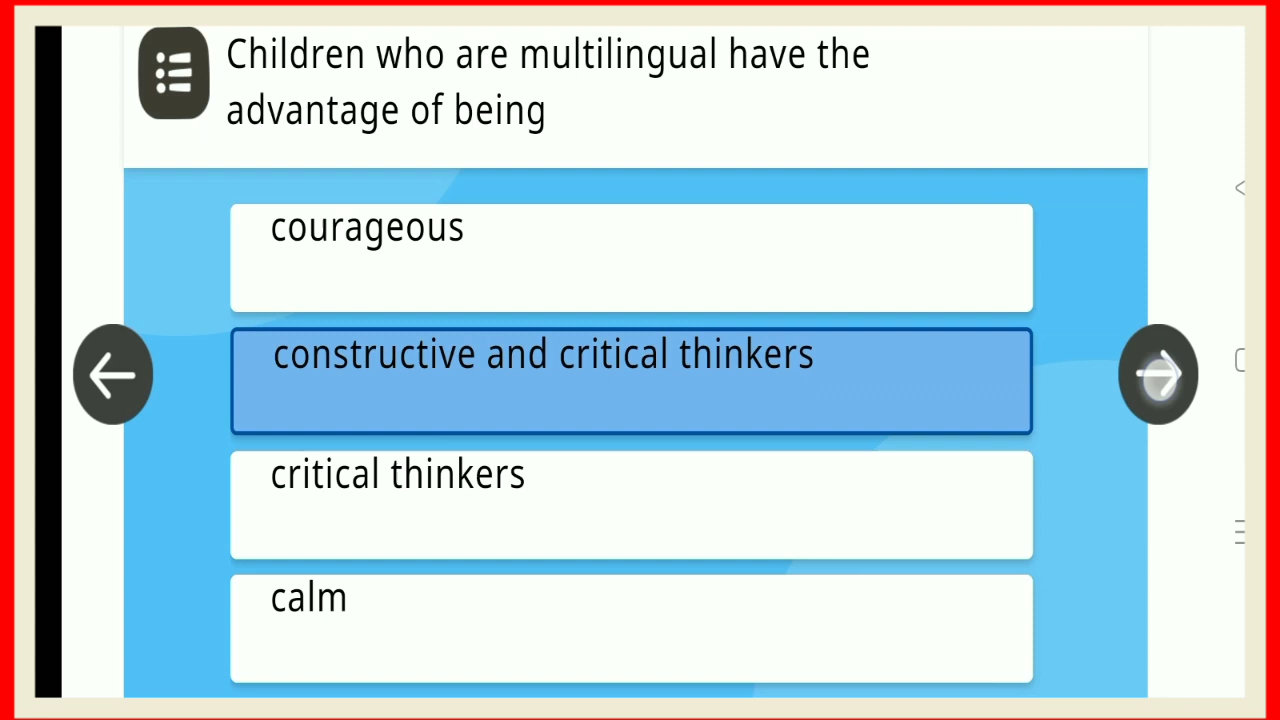 Children who are multilingual have the
advantage of being
courageous
constructive and critical thinkers
critical thinkers
calm